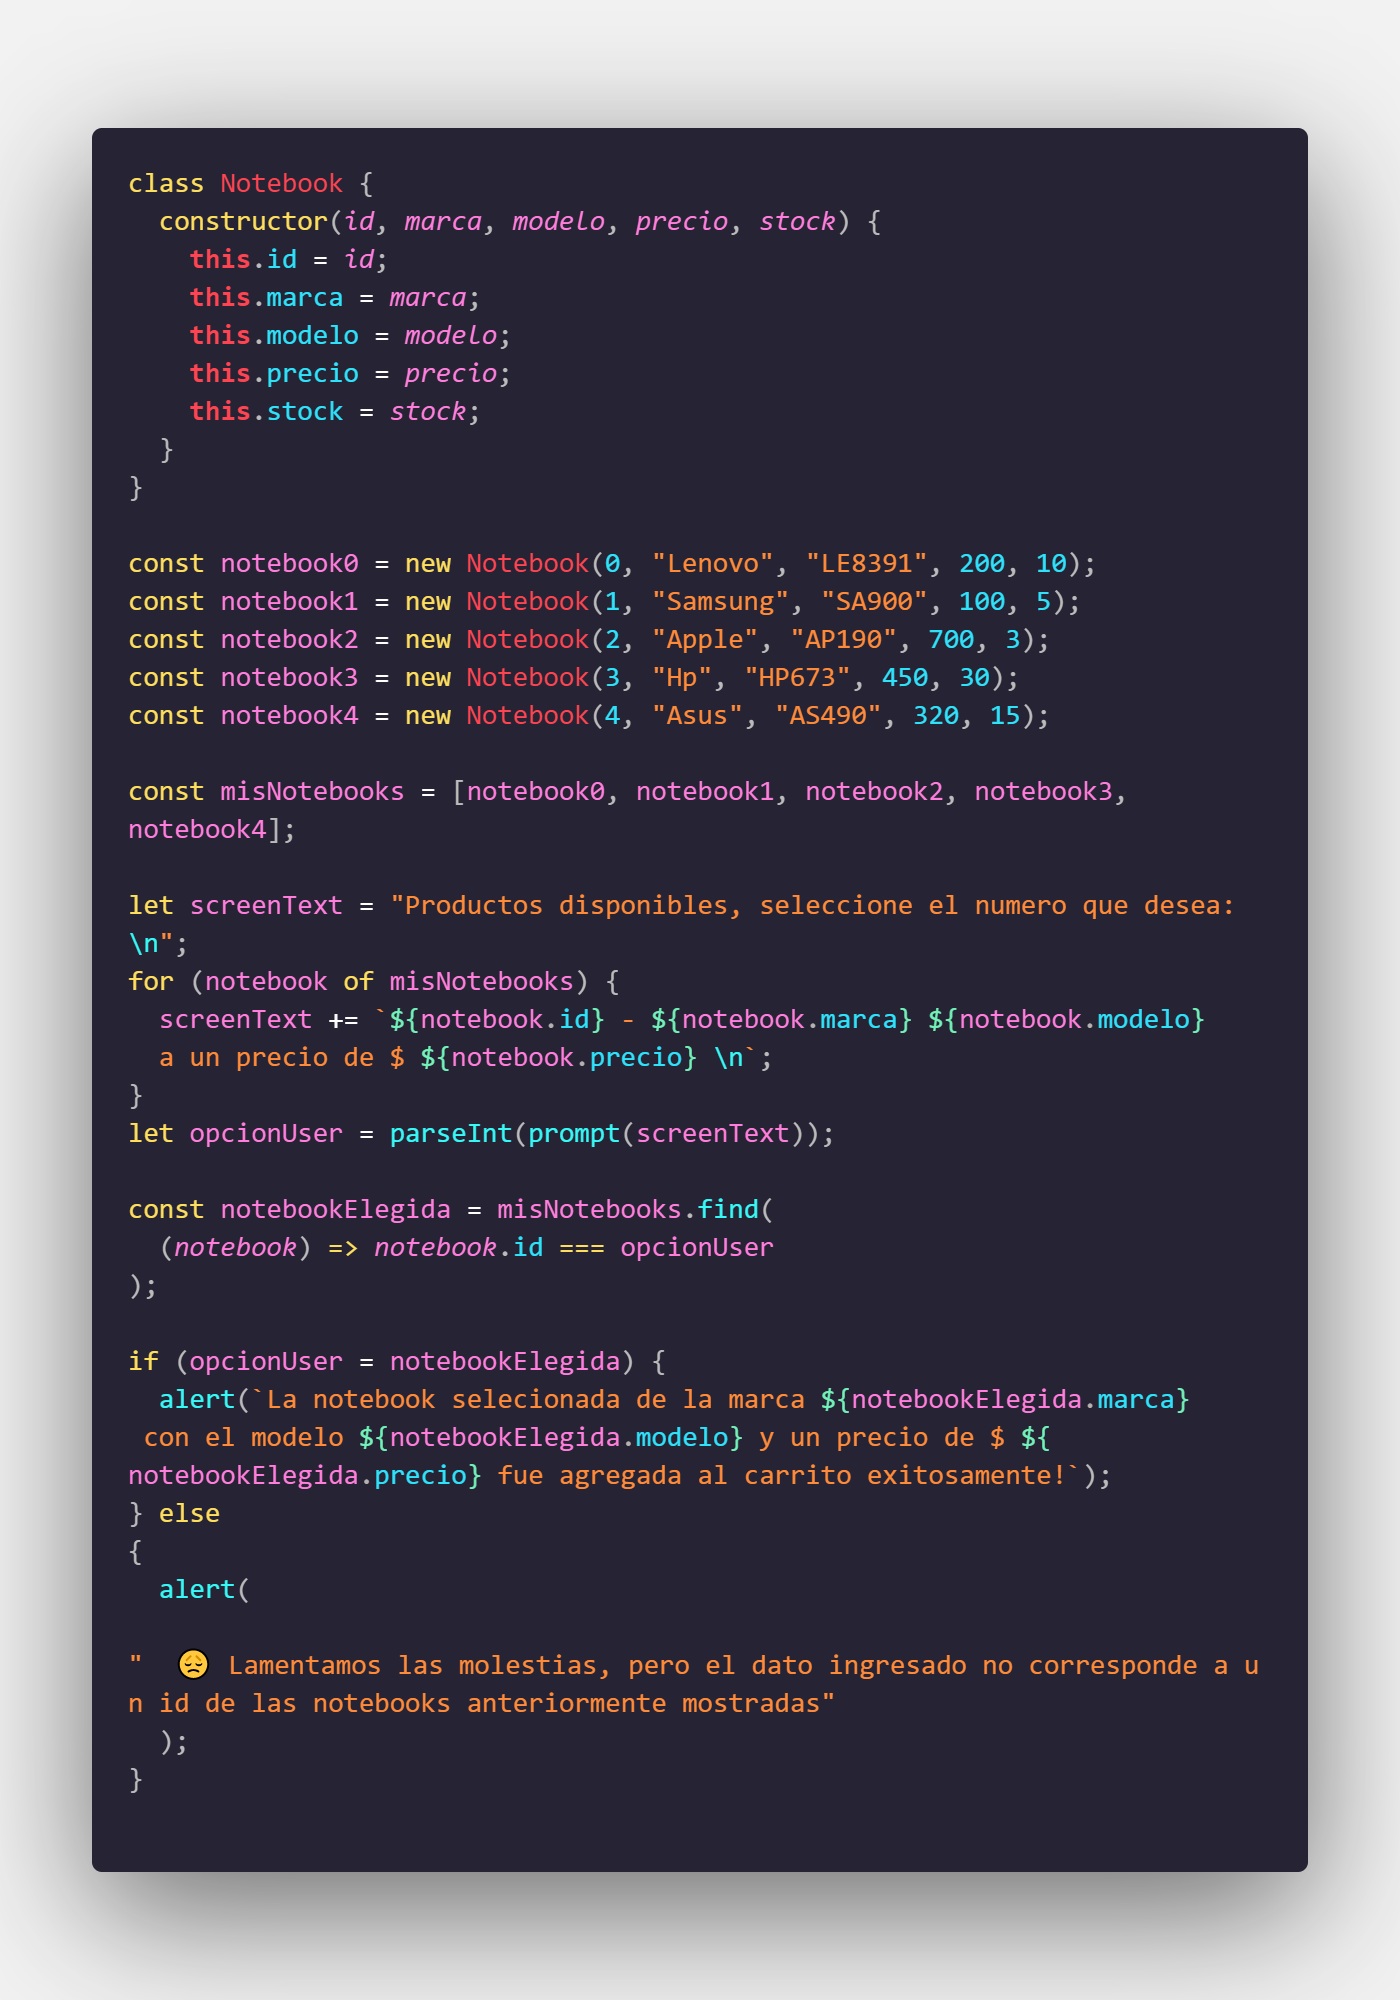 class Notebook {
  constructor(id, marca, modelo, precio, stock) {
    this.id = id;
    this.marca = marca;
    this.modelo = modelo;
    this.precio = precio;
    this.stock = stock;
  }
}

const notebook0 = new Notebook(0, "Lenovo", "LE8391", 200, 10);
const notebook1 = new Notebook(1, "Samsung", "SA900", 100, 5);
const notebook2 = new Notebook(2, "Apple", "AP190", 700, 3);
const notebook3 = new Notebook(3, "Hp", "HP673", 450, 30);
const notebook4 = new Notebook(4, "Asus", "AS490", 320, 15);

const misNotebooks = [notebook0, notebook1, notebook2, notebook3,
notebook4];

let screenText = "Productos disponibles, seleccione el numero que desea:
\n";
for (notebook of misNotebooks) {
  screenText += `${notebook.id} - ${notebook.marca} ${notebook.modelo}
  a un precio de $ ${notebook.precio} \n`;
}
let opcionUser = parseInt(prompt(screenText));

const notebookElegida = misNotebooks.find(
  (notebook) => notebook.id === opcionUser
);

if (opcionUser = notebookElegida) {
  alert(`La notebook selecionada de la marca ${notebookElegida.marca}
 con el modelo ${notebookElegida.modelo} y un precio de $ ${
notebookElegida.precio} fue agregada al carrito exitosamente!`);
} else
{
  alert(

"  😔 Lamentamos las molestias, pero el dato ingresado no corresponde a u
n id de las notebooks anteriormente mostradas"
  );
}